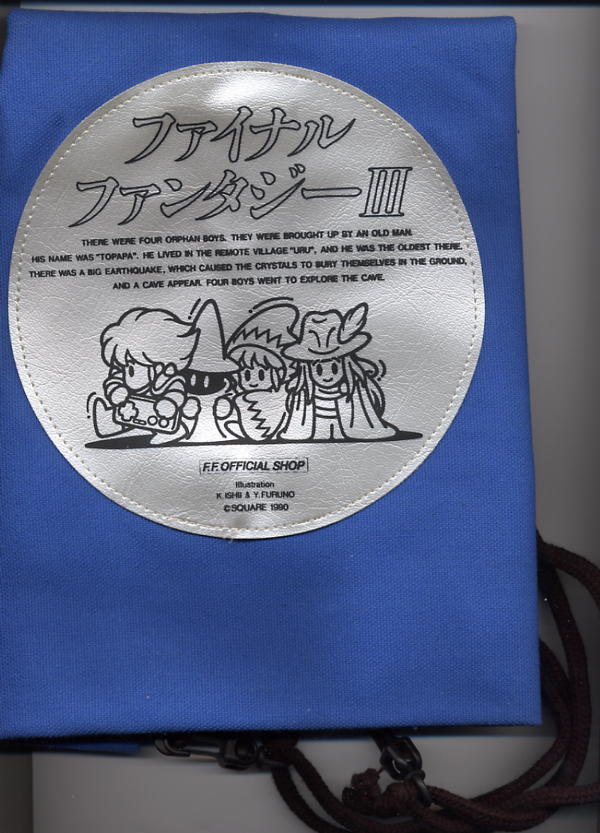 ファイナル
ファンタジーIII
THERE WERE FOUR ORPHAN BOYS. THEY WERE BROUGHT UP BY AN OLD MAN.
HIS NAME WAS "TOPAPA". HE LIVED IN THE REMOTE VILLAGE "URU", AND HE WAS THE OLDEST THERE.
THERE WAS A BIG EARTHQUAKE, WHICH CAUSED THE CRYSTALS TO BURY THEMSELVES IN THE GROUND,
AND A CAVE APPEAR. FOUR BOYS WENT TO EXPLORE THE CAVE.
F.F. OFFICIAL SHOP
Illustration
K.ISHII & Y.FURUNO
©SQUARE 1990